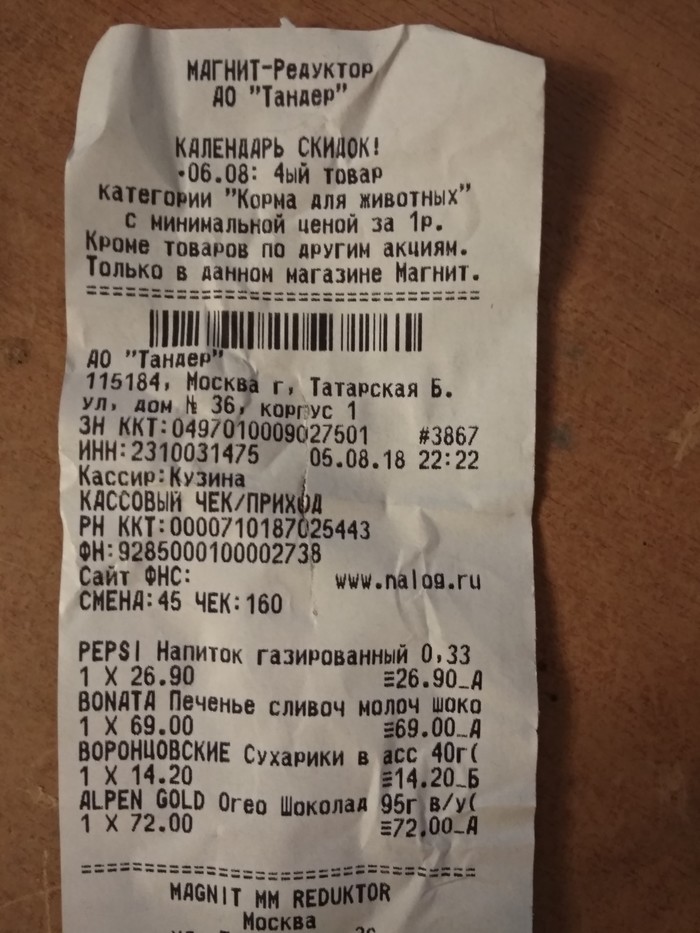 МАГНИТ-Редуктор
АО "Тандер"
КАЛЕНДАРЬ СКИДОК!
·06.08: 4ый товар
категории "Корма для животных"
с минимальной ценой за 1р.
Кроме товаров по другим акциям.
Только в данном магазине Магнит.
================================
АО "Тандер"
115184, Москва г, Татарская Б.
ул, дом № 36, корпус 1
ЗН ККТ:0497010009027501 #3867
ИНН:2310031475 05.08.18 22:22
Кассир:Кузина
КАССОВЫЙ ЧЕК/ПРИХОД
РН ККТ:0000710187025443
ФН:9285000100002738
Сайт ФНС: www.nalog.ru
СМЕНА:45 ЧЕК:160
PEPSI Напиток газированный 0,33
1 X 26.90 ≡26.90_А
BONATA Печенье сливоч молоч шоко
1 X 69.00 ≡69.00_А
ВОРОНЦОВСКИЕ Сухарики в асс 40г(
1 X 14.20 ≡14.20_Б
ALPEN GOLD Oreo Шоколад 95г в/у(
1 X 72.00 ≡72.00_А
================================
MAGNIT MM REDUKTOR
Москва